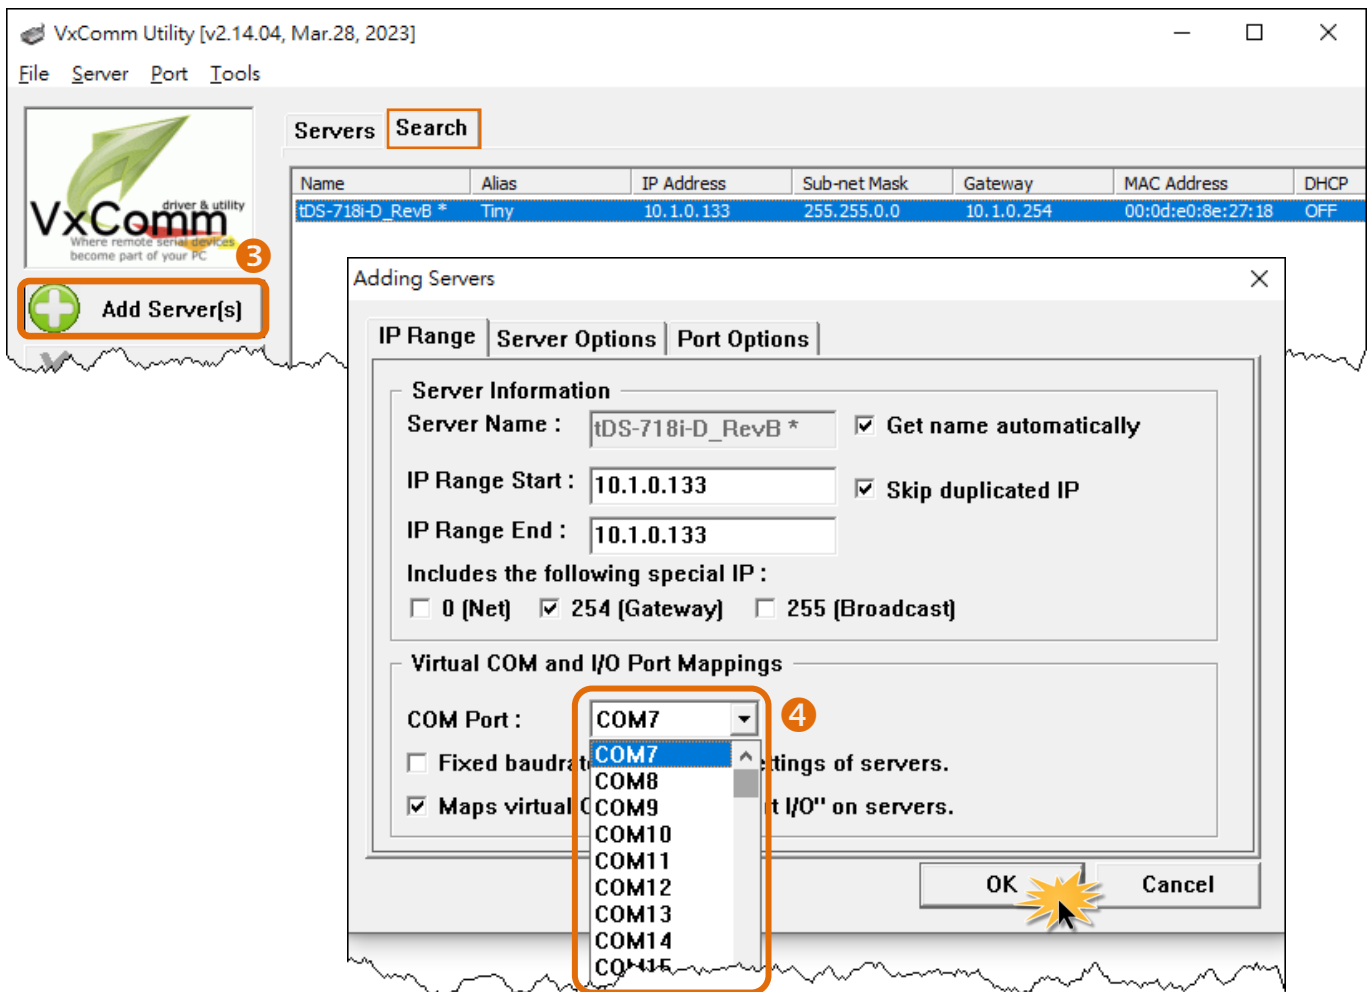 VxComm Utility [v2.14.04, Mar.28, 2023]
File Server Port Tools
Servers Search
Name Alias IP Address Sub-net Mask Gateway MAC Address DHCP
tDS-718i-D_RevB * Tiny 10.1.0.133 255.255.0.0 10.1.0.254 00:0d:e0:8e:27:18 OFF
driver & utility
VxComm
Where remote serial devices
become part of your PC
3
Add Server(s)
Adding Servers
IP Range Server Options Port Options
Server Information
Server Name : tDS-718i-D_RevB * Get name automatically
IP Range Start : 10.1.0.133 Skip duplicated IP
IP Range End : 10.1.0.133
Includes the following special IP :
0 (Net) 254 (Gateway) 255 (Broadcast)
Virtual COM and I/O Port Mappings
COM Port : COM7 4
Fixed baudrat tings of servers.
Maps virtual t I/O" on servers.
COM7
COM8
COM9
COM10
COM11
COM12
COM13
COM14
COM15
OK Cancel